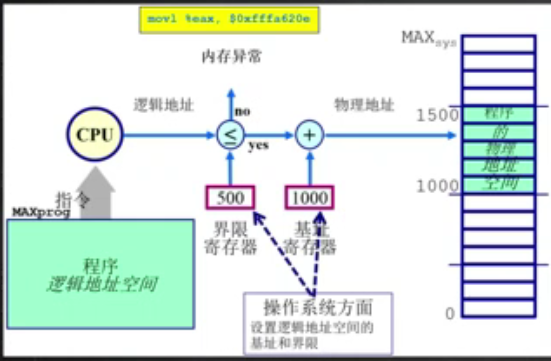 movl %eax, $0xfffa620e
内存异常
MAXsys
逻辑地址
no
物理地址
1500
CPU
≤
yes
+
程序
的
物理
地址
空间
1000
指令
500
1000
MAXprog
界限
寄存器
基址
寄存器
程序
逻辑地址空间
操作系统方面
设置逻辑地址空间的
基址和界限
0